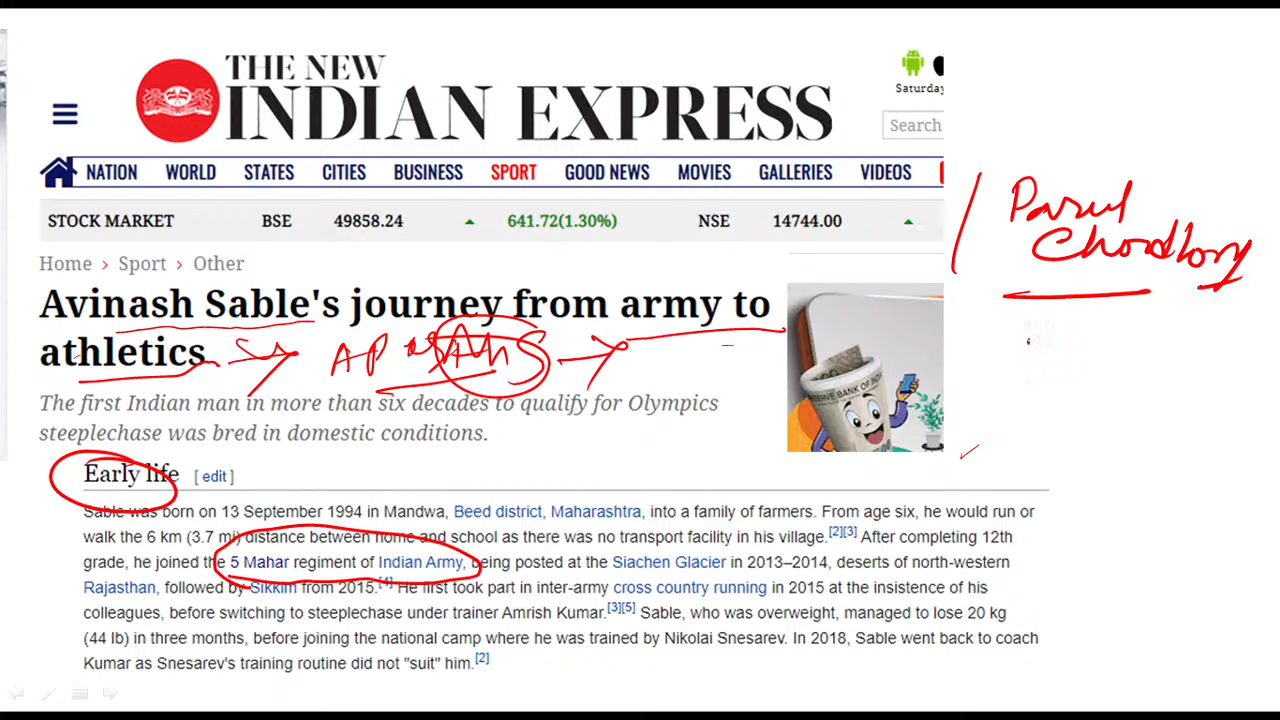 THE NEW
INDIAN EXPRESS
Saturday
Search
NATION WORLD STATES CITIES BUSINESS SPORT GOOD NEWS MOVIES GALLERIES VIDEOS
STOCK MARKET BSE 49858.24 ▲ 641.72(1.30%) NSE 14744.00 ▲
Home › Sport › Other
Parul
Chordhory
Avinash Sable's journey from army to
athletics
The first Indian man in more than six decades to qualify for Olympics
steeplechase was bred in domestic conditions.
RESERVE BANK OF INDIA
Early life [ edit ]
Sable was born on 13 September 1994 in Mandwa, Beed district, Maharashtra, into a family of farmers. From age six, he would run or
walk the 6 km (3.7 mi) distance between home and school as there was no transport facility in his village.[2][3] After completing 12th
grade, he joined the 5 Mahar regiment of Indian Army, being posted at the Siachen Glacier in 2013–2014, deserts of north-western
Rajasthan, followed by Sikkim from 2015.[4] He first took part in inter-army cross country running in 2015 at the insistence of his
colleagues, before switching to steeplechase under trainer Amrish Kumar.[3][5] Sable, who was overweight, managed to lose 20 kg
(44 lb) in three months, before joining the national camp where he was trained by Nikolai Snesarev. In 2018, Sable went back to coach
Kumar as Snesarev's training routine did not "suit" him.[2]